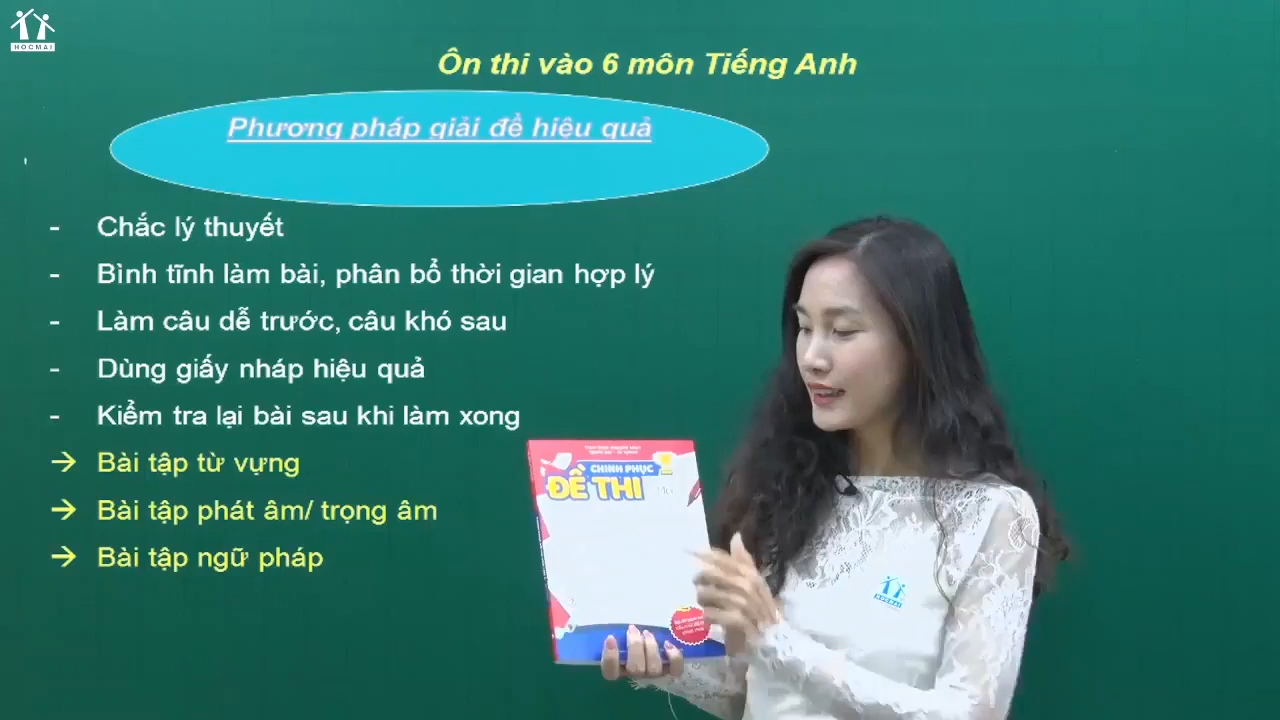 HOCMAI
Ôn thi vào 6 môn Tiếng Anh
Phương pháp giải đề hiệu quả
- Chắc lý thuyết
- Bình tĩnh làm bài, phân bổ thời gian hợp lý
- Làm câu dễ trước, câu khó sau
- Dùng giấy nháp hiệu quả
- Kiểm tra lại bài sau khi làm xong
→ Bài tập từ vựng
→ Bài tập phát âm/ trọng âm
→ Bài tập ngữ pháp
CHINH PHỤC
ĐỀ THI
HOCMAI